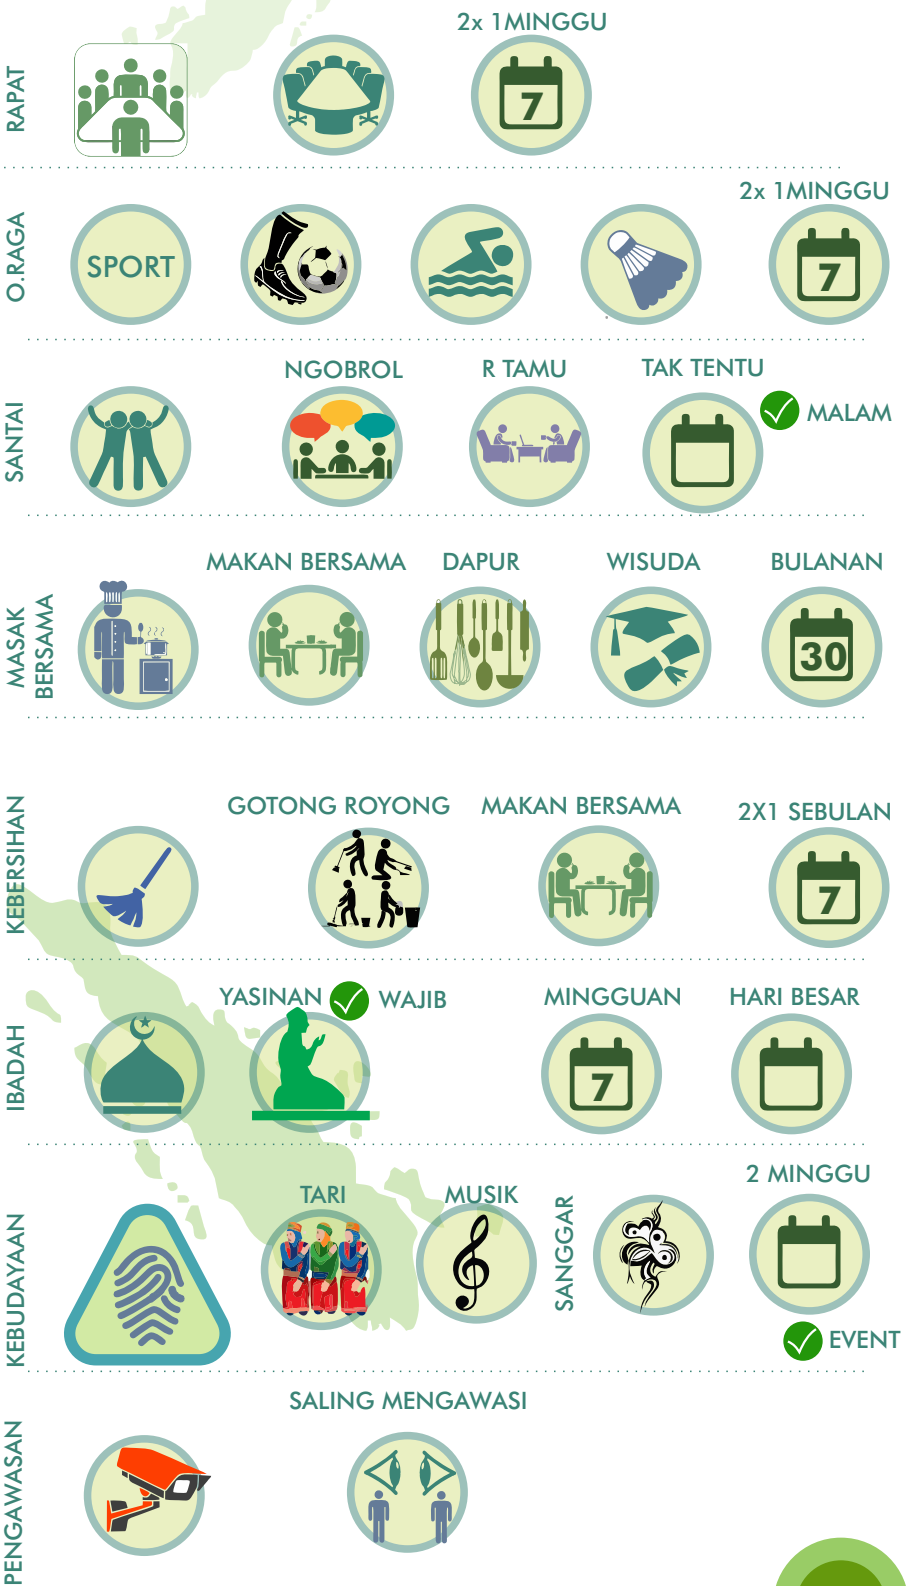 RAPAT
2x 1MINGGU
7
O.RAGA
SPORT
2x 1MINGGU
7
SANTAI
NGOBROL
R TAMU
TAK TENTU
MALAM
MASAK
BERSAMA
MAKAN BERSAMA
DAPUR
WISUDA
BULANAN
30
KEBERSIHAN
GOTONG ROYONG
MAKAN BERSAMA
2X1 SEBULAN
7
IBADAH
YASINAN
WAJIB
MINGGUAN
7
HARI BESAR
KEBUDAYAAN
TARI
MUSIK
SANGGAR
2 MINGGU
EVENT
PENGAWASAN
SALING MENGAWASI